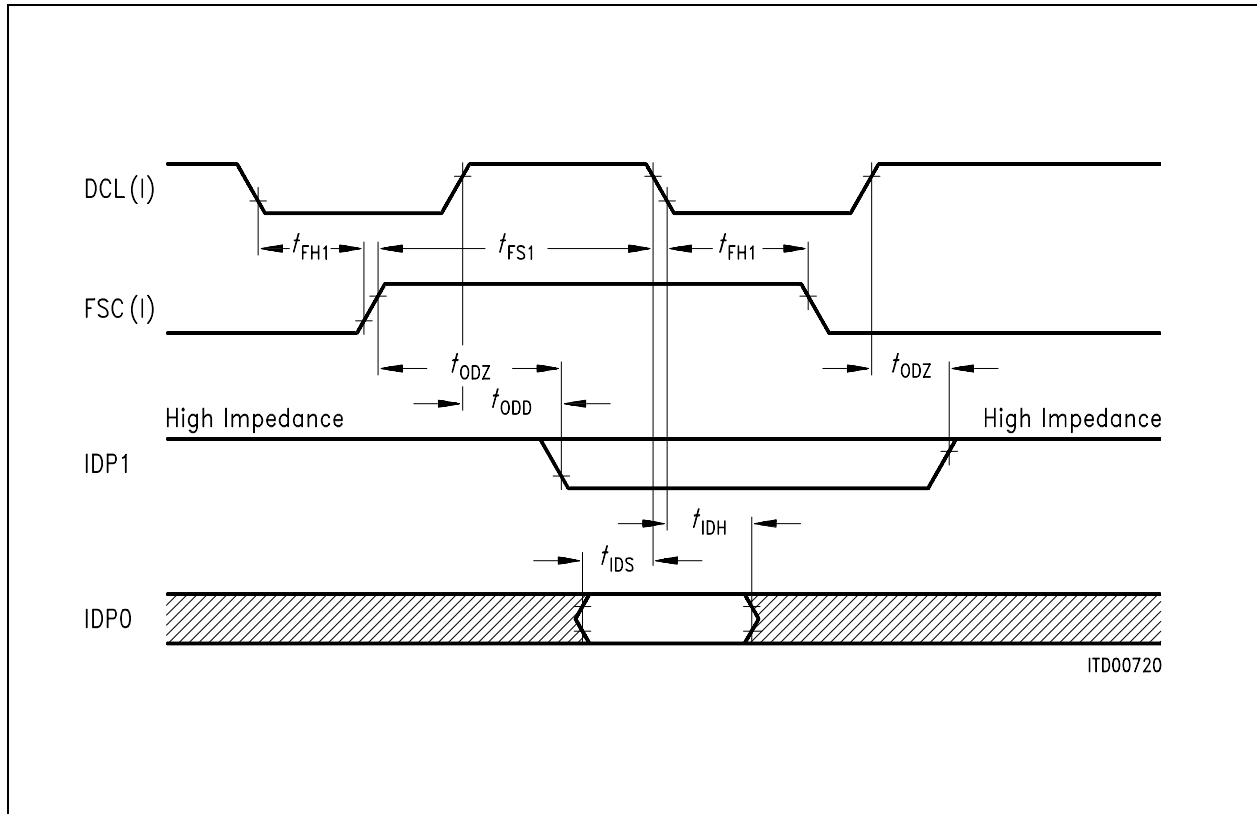 DCL (I)
tFH1 tFS1 tFH1
FSC (I)
tODZ tODZ
tODD
High Impedance High Impedance
IDP1
tIDH
tIDS
IDP0
ITD00720